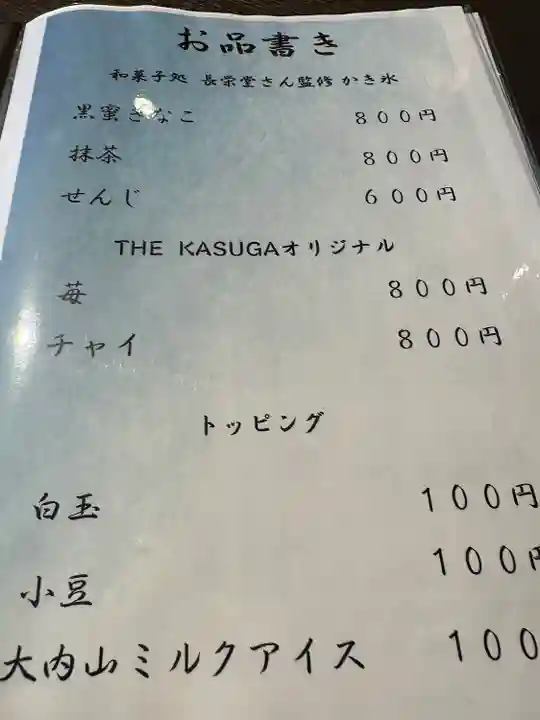 お品書き
和菓子処 長栄堂さん監修 かき氷
黒蜜きなこ 800円
抹茶 800円
せんじ 600円
THE KASUGAオリジナル
苺 800円
チャイ 800円
トッピング
白玉 100円
小豆 100円
大内山ミルクアイス 100